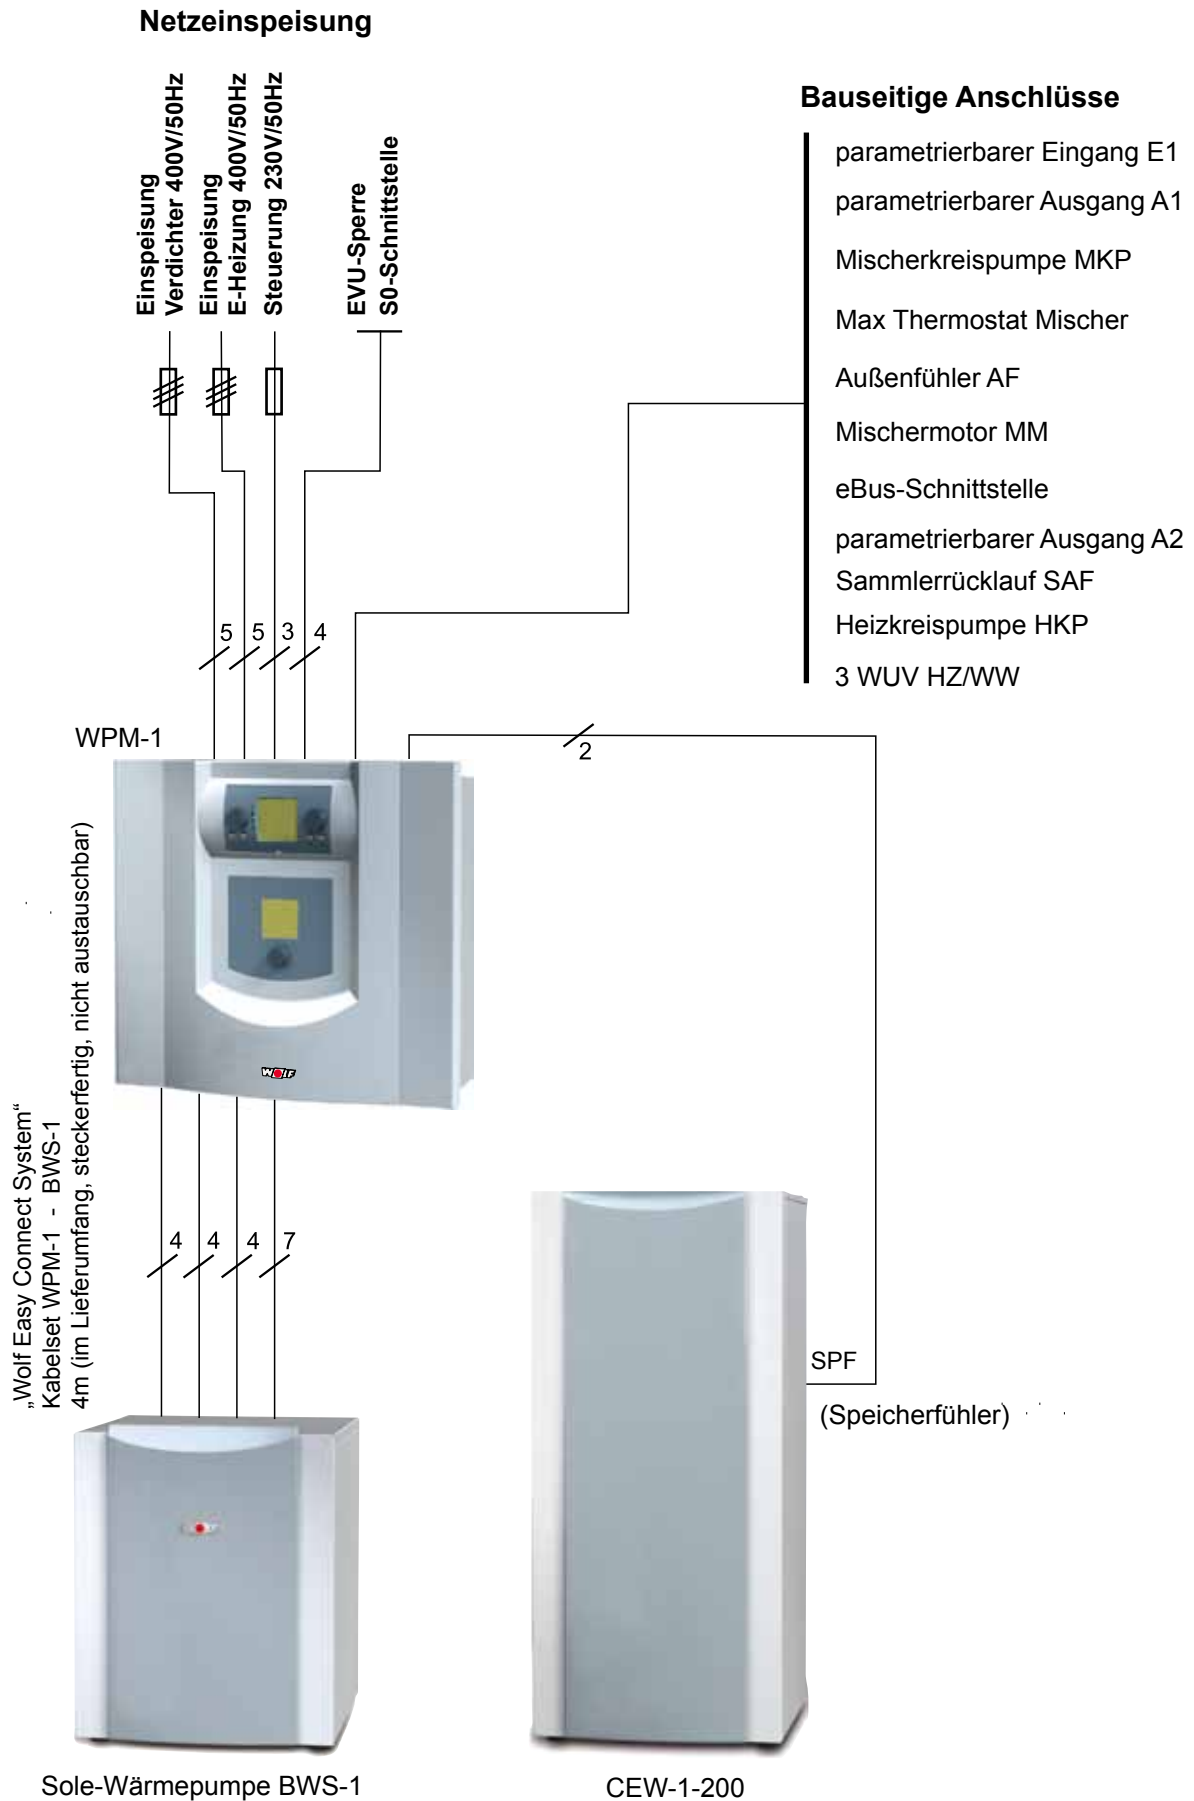 Netzeinspeisung
Einspeisung
Verdichter 400V/50Hz
Einspeisung
E-Heizung 400V/50Hz
Steuerung 230V/50Hz
EVU-Sperre
S0-Schnittstelle
Bauseitige Anschlüsse
parametrierbarer Eingang E1
parametrierbarer Ausgang A1
Mischerkreispumpe MKP
Max Thermostat Mischer
Außenfühler AF
Mischermotor MM
eBus-Schnittstelle
parametrierbarer Ausgang A2
Sammlerrücklauf SAF
Heizkreispumpe HKP
3 WUV HZ/WW
5 5 3 4
WPM-1
2
WOLF
„Wolf Easy Connect System“
Kabelset WPM-1 - BWS-1
4m (im Lieferumfang, steckerfertig, nicht austauschbar)
4 4 4 7
SPF
(Speicherfühler)
Sole-Wärmepumpe BWS-1
CEW-1-200